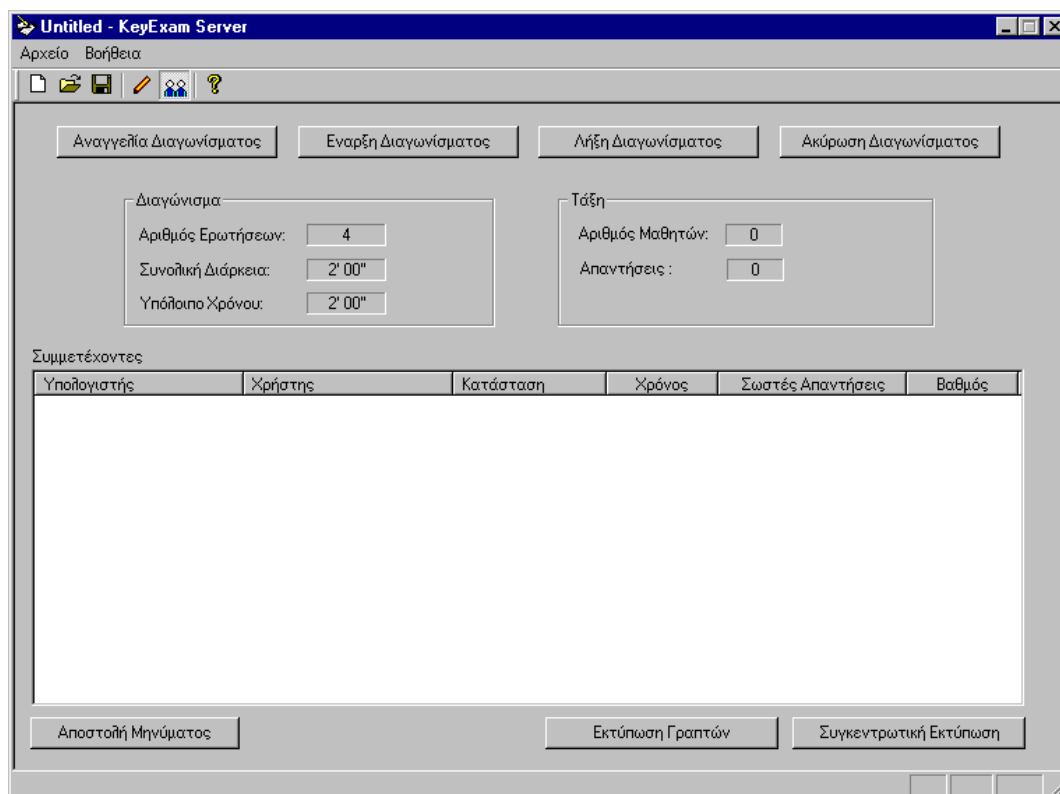 Untitled - KeyExam Server
Αρχείο Βοήθεια
Αναγγελία Διαγωνίσματος Εναρξη Διαγωνίσματος Λήξη Διαγωνίσματος Ακύρωση Διαγωνίσματος
Διαγώνισμα Τάξη
Αριθμός Ερωτήσεων: 4 Αριθμός Μαθητών: 0
Συνολική Διάρκεια: 2' 00" Απαντήσεις : 0
Υπόλοιπο Χρόνου: 2' 00"
Συμμετέχοντες
Υπολογιστής Χρήστης Κατάσταση Χρόνος Σωστές Απαντήσεις Βαθμός
Αποστολή Μηνύματος Εκτύπωση Γραπτών Συγκεντρωτική Εκτύπωση